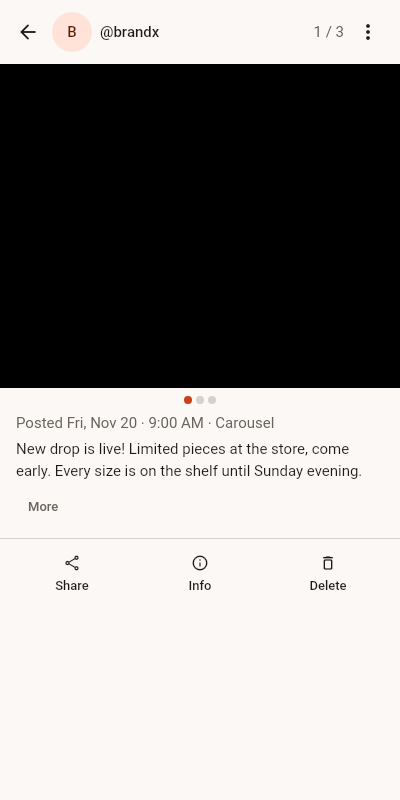 B
@brandx
1 / 3
Posted Fri, Nov 20 · 9:00 AM · Carousel
New drop is live! Limited pieces at the store, come
early. Every size is on the shelf until Sunday evening.
More
Share
Info
Delete